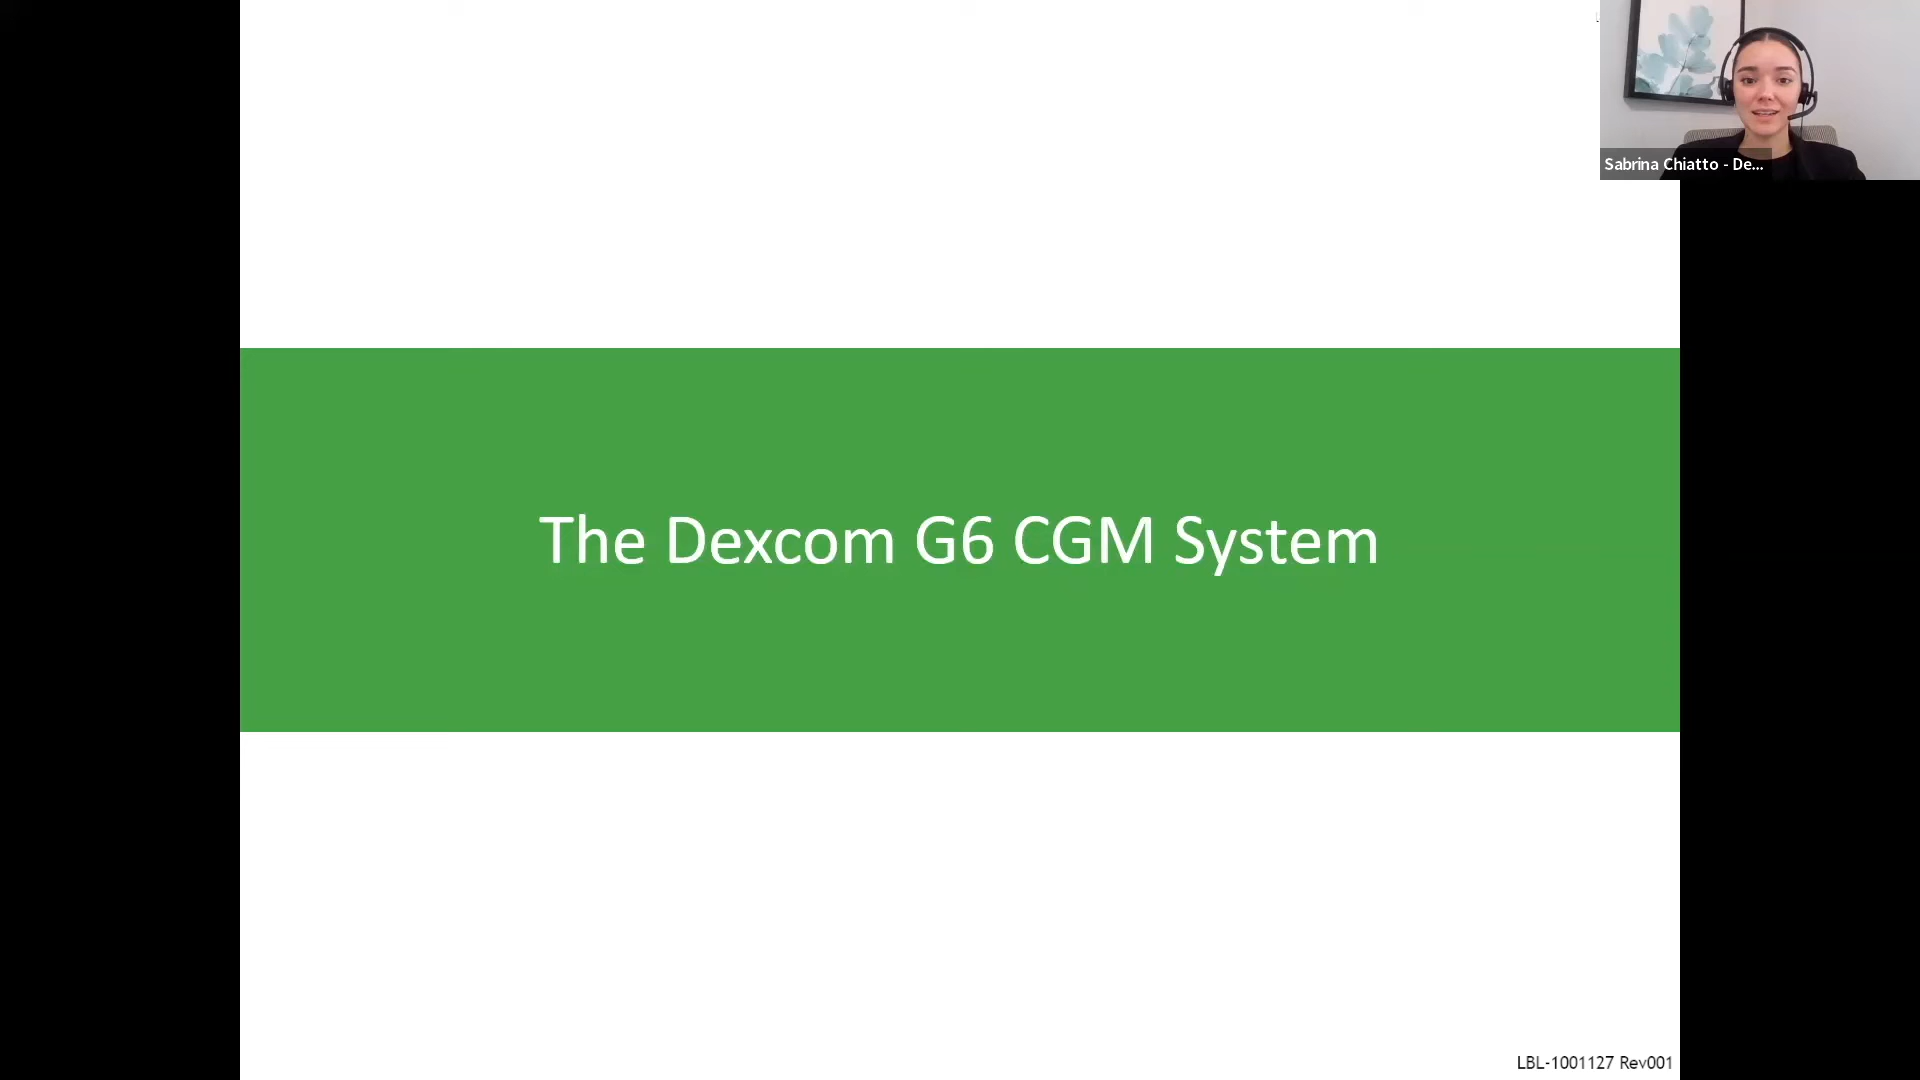 Sabrina Chiatto - De...
The Dexcom G6 CGM System
LBL-1001127 Rev001